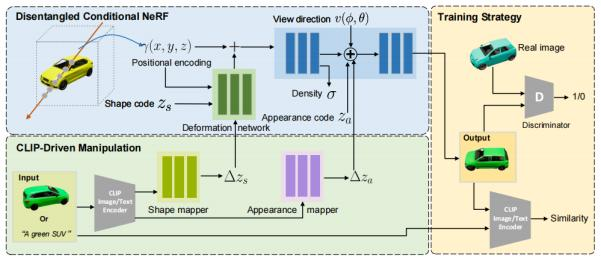 Disentangled Conditional NeRF
γ(x, y, z)
+
Positional encoding
Shape code z_s
Deformation network
View direction v(ϕ, θ)
Density σ
Appearance code z_a
CLIP-Driven Manipulation
Input
Or
"A green SUV"
CLIP
Image/Text
Encoder
Shape mapper
Δz_s
Appearance mapper
Δz_a
Training Strategy
Real image
D
1/0
Discriminator
Output
CLIP
Image/Text
Encoder
Similarity